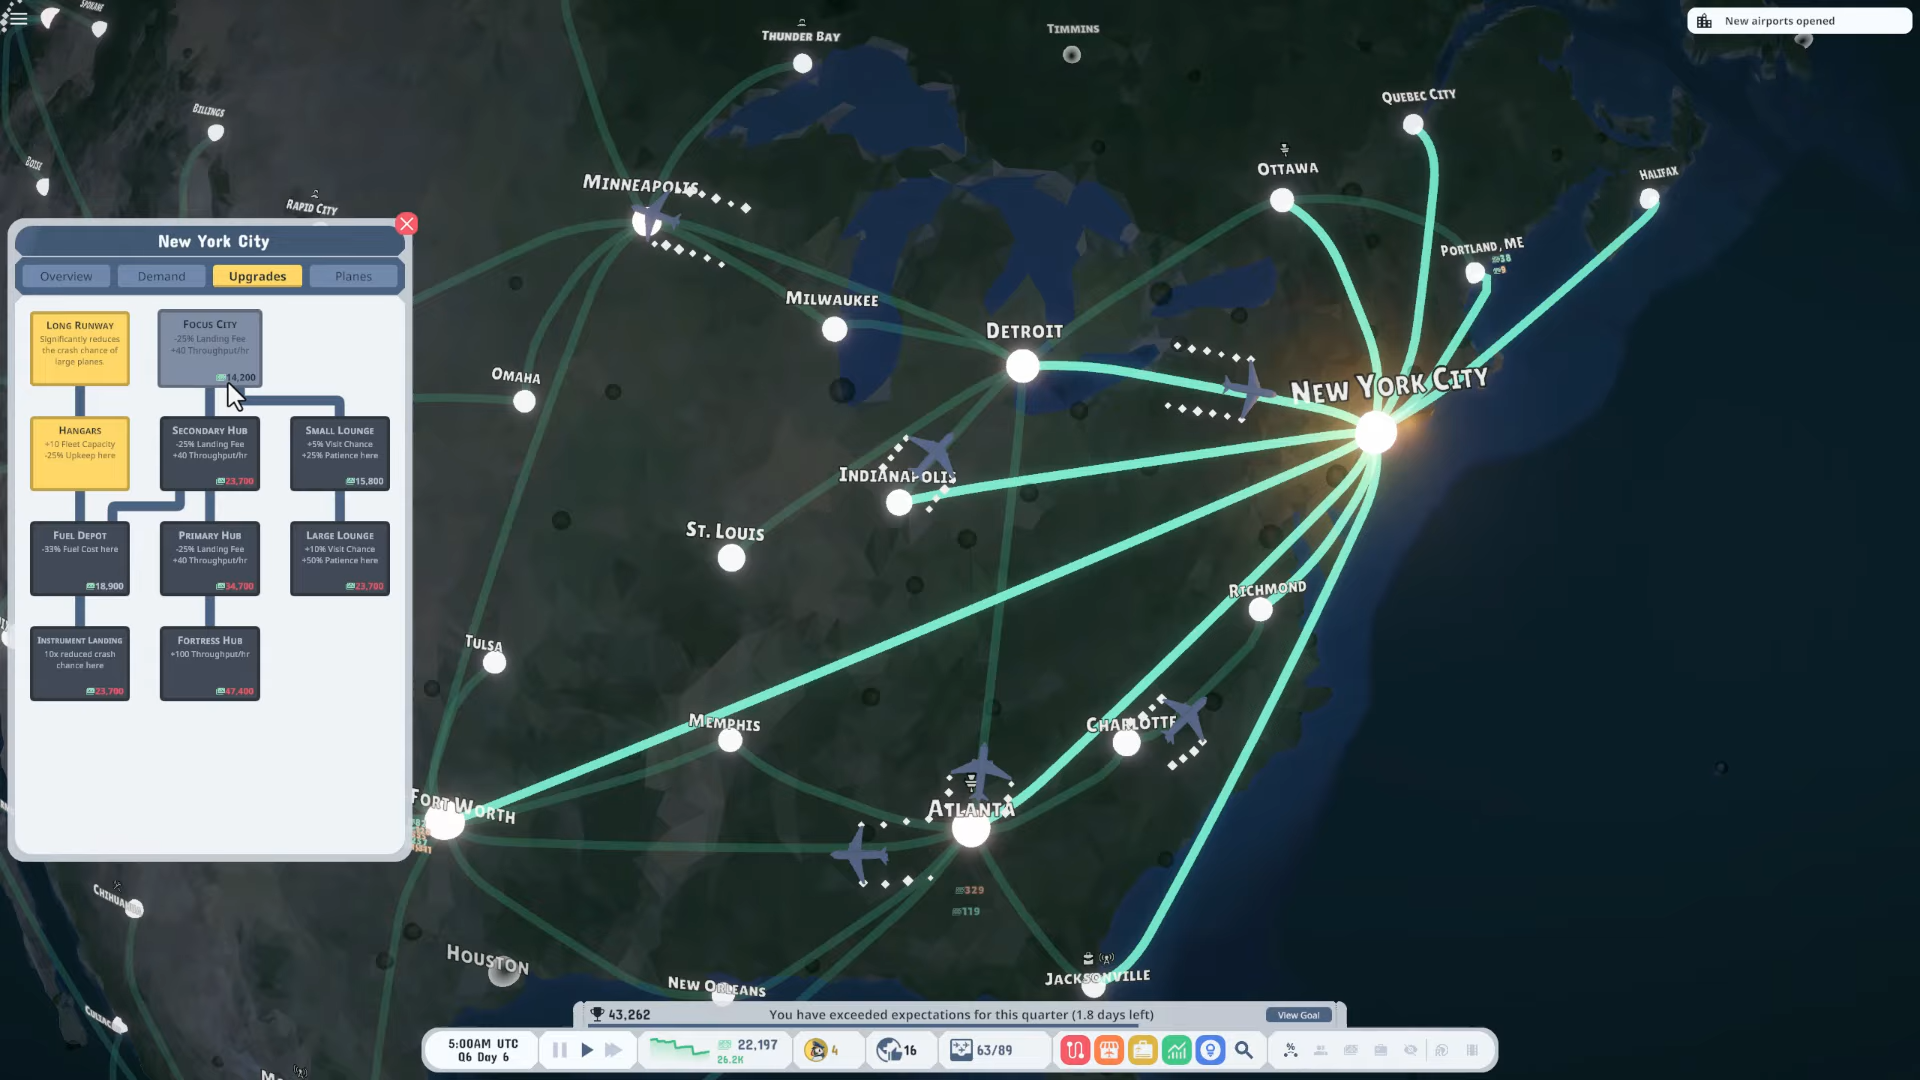 SPOKANE
THUNDER BAY
TIMMINS
New airports opened
QUEBEC CITY
BILLINGS
BOISE
OTTAWA
HALIFAX
MINNEAPOLIS
RAPID CITY
PORTLAND, ME
38
9
New York City
Overview
Demand
Upgrades
Planes
LONG RUNWAY
Significantly reduces
the crash chance of
large planes.
FOCUS CITY
-25% Landing Fee
+40 Throughput/hr
14,200
HANGARS
+10 Fleet Capacity
-25% Upkeep here
SECONDARY HUB
-25% Landing Fee
+40 Throughput/hr
23,700
SMALL LOUNGE
+5% Visit Chance
+25% Patience here
15,800
FUEL DEPOT
-33% Fuel Cost here
18,900
PRIMARY HUB
-25% Landing Fee
+40 Throughput/hr
34,700
LARGE LOUNGE
+10% Visit Chance
+50% Patience here
23,700
INSTRUMENT LANDING
10x reduced crash
chance here
23,700
FORTRESS HUB
+100 Throughput/hr
47,400
MILWAUKEE
DETROIT
NEW YORK CITY
OMAHA
INDIANAPOLIS
ST. LOUIS
RICHMOND
TULSA
MEMPHIS
CHARLOTTE
FORT WORTH
ATLANTA
329
119
CHIHUAHUA
HOUSTON
NEW ORLEANS
JACKSONVILLE
CULIAC
43,262
You have exceeded expectations for this quarter (1.8 days left)
View Goal
5:00AM UTC
Q6 Day 6
22,197
26.2K
4
16
63/89